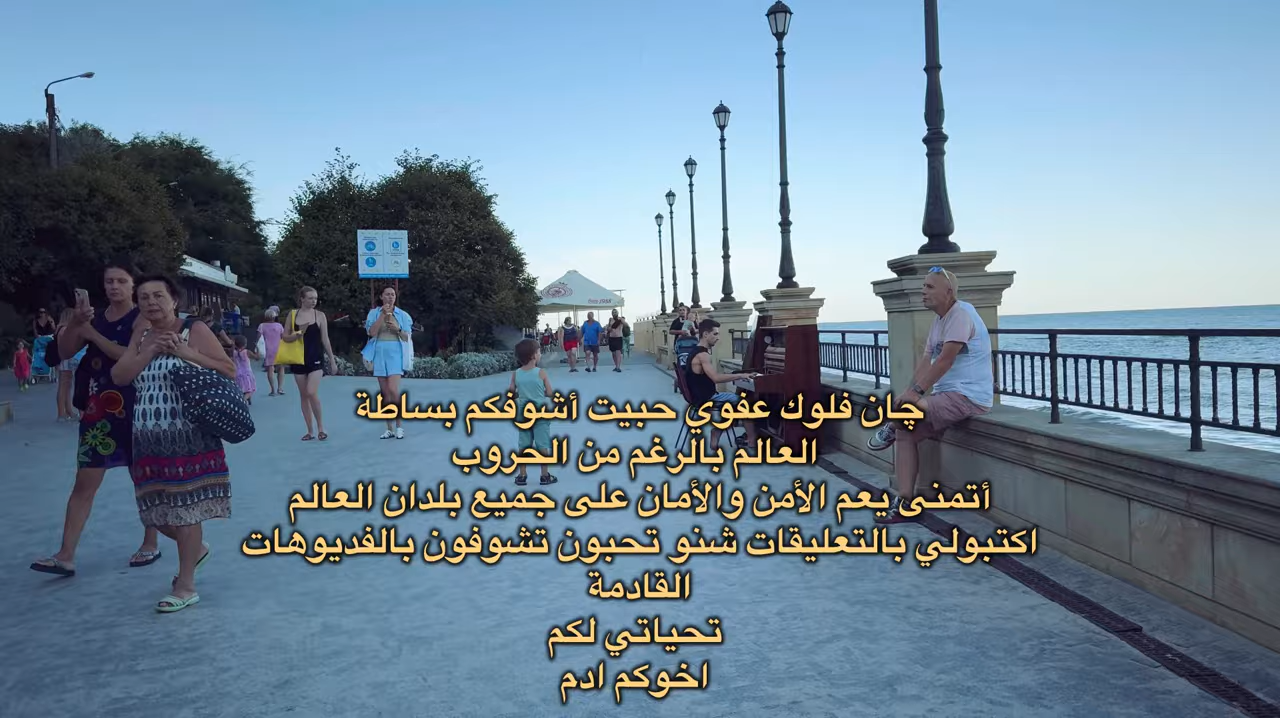 چان فلوك عفوي حبيت أشوفكم بساطة
العالم بالرغم من الحروب
أتمنى يعم الأمن والأمان على جميع بلدان العالم
اكتبولي بالتعليقات شنو تحبون تشوفون بالفديوهات
القادمة
تحياتي لكم
اخوكم ادم